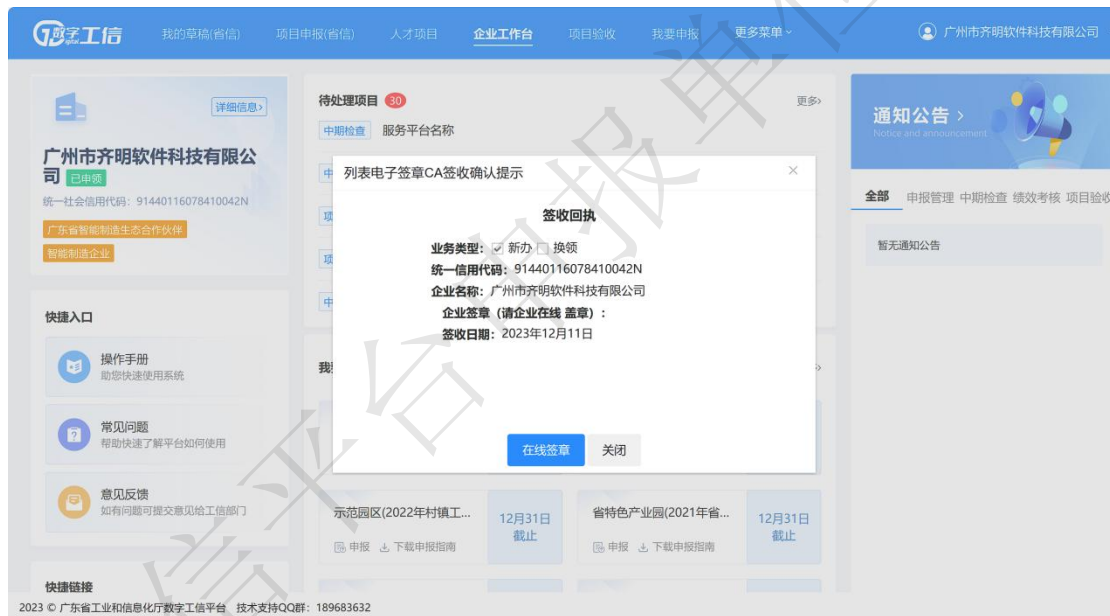 数字工信
我的草稿(省信) 项目申报(省信) 人才项目 企业工作台 项目验收 我要申报 更多菜单 广州市齐明软件科技有限公司
详细信息>
广州市齐明软件科技有限公司 已申领
统一社会信用代码：91440116078410042N
广东省智能制造生态合作伙伴
智能制造企业
快捷入口
操作手册
助您快速使用系统
常见问题
帮助快速了解平台如何使用
意见反馈
如有问题可提交意见给工信部门
快捷链接
待处理项目 30 更多>
中期检查 服务平台名称
中
项
项
中
列表电子签章CA签收确认提示 ×
签收回执
业务类型： 新办 换领
统一信用代码：91440116078410042N
企业名称：广州市齐明软件科技有限公司
企业签章（请企业在线 盖章）：
签收日期：2023年12月11日
在线签章 关闭
我
示范园区(2022年村镇工...
12月31日
截止
申报 下载申报指南
省特色产业园(2021年省...
12月31日
截止
申报 下载申报指南
通知公告 >
Notice and announcement
全部 申报管理 中期检查 绩效考核 项目验收
暂无通知公告
2023 © 广东省工业和信息化厅数字工信平台 技术支持QQ群：189683632
信平台申报单位